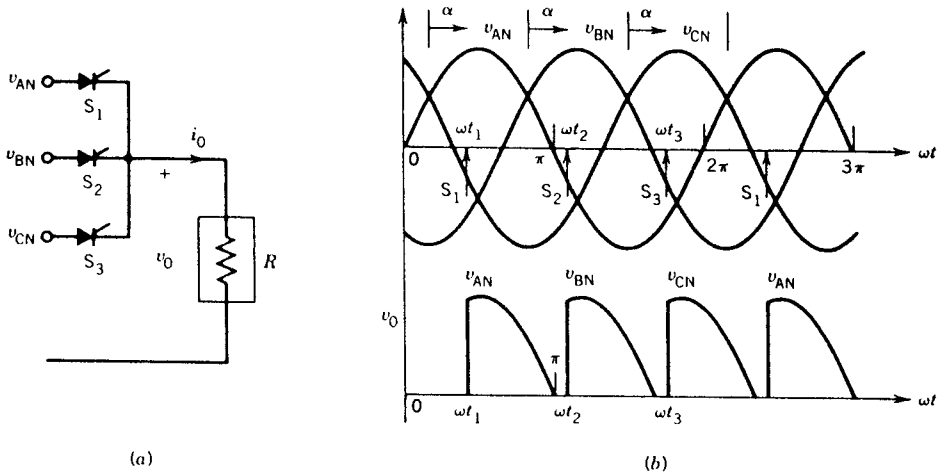 v_AN
S_1
v_BN
S_2
v_CN
S_3
i_0
+
v_0
R
(a)
α v_AN α v_BN α v_CN
0 ωt_1 π ωt_2 ωt_3 2π 3π ωt
S_1 S_2 S_3 S_1
v_AN v_BN v_CN v_AN
v_0
π
0 ωt_1 ωt_2 ωt_3 ωt
(b)